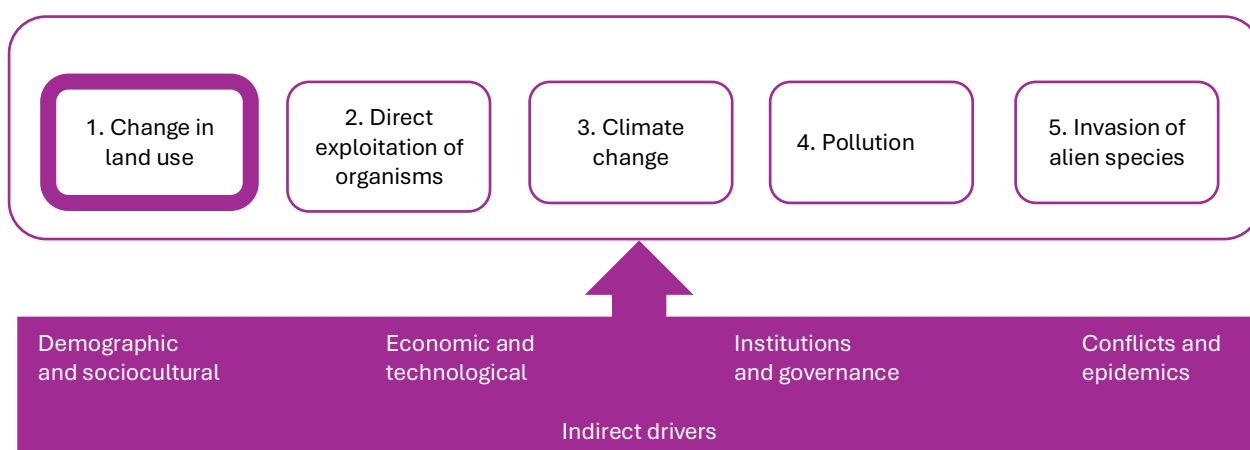 1. Change in
land use
2. Direct
exploitation of
organisms
3. Climate
change
4. Pollution
5. Invasion of
alien species
Demographic
and sociocultural
Economic and
technological
Institutions
and governance
Conflicts and
epidemics
Indirect drivers